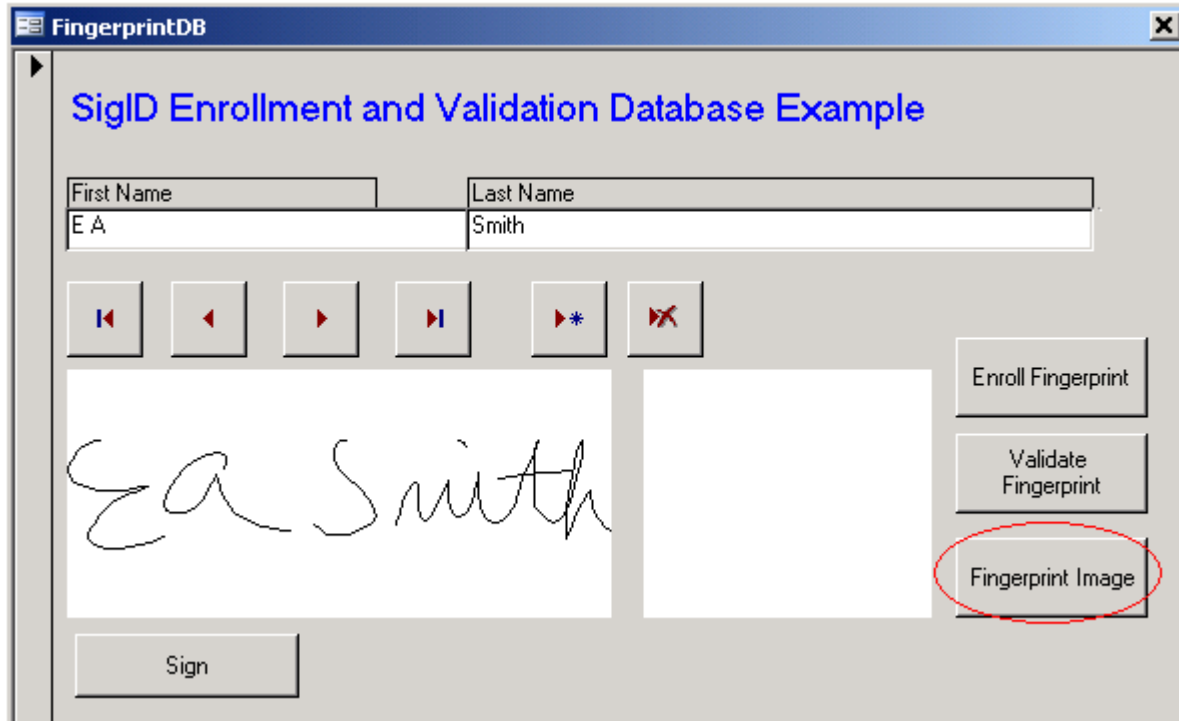 FingerprintDB
SigID Enrollment and Validation Database Example
First Name
Last Name
E A
Smith
Enroll Fingerprint
Validate
Fingerprint
Ea Smith
Fingerprint Image
Sign